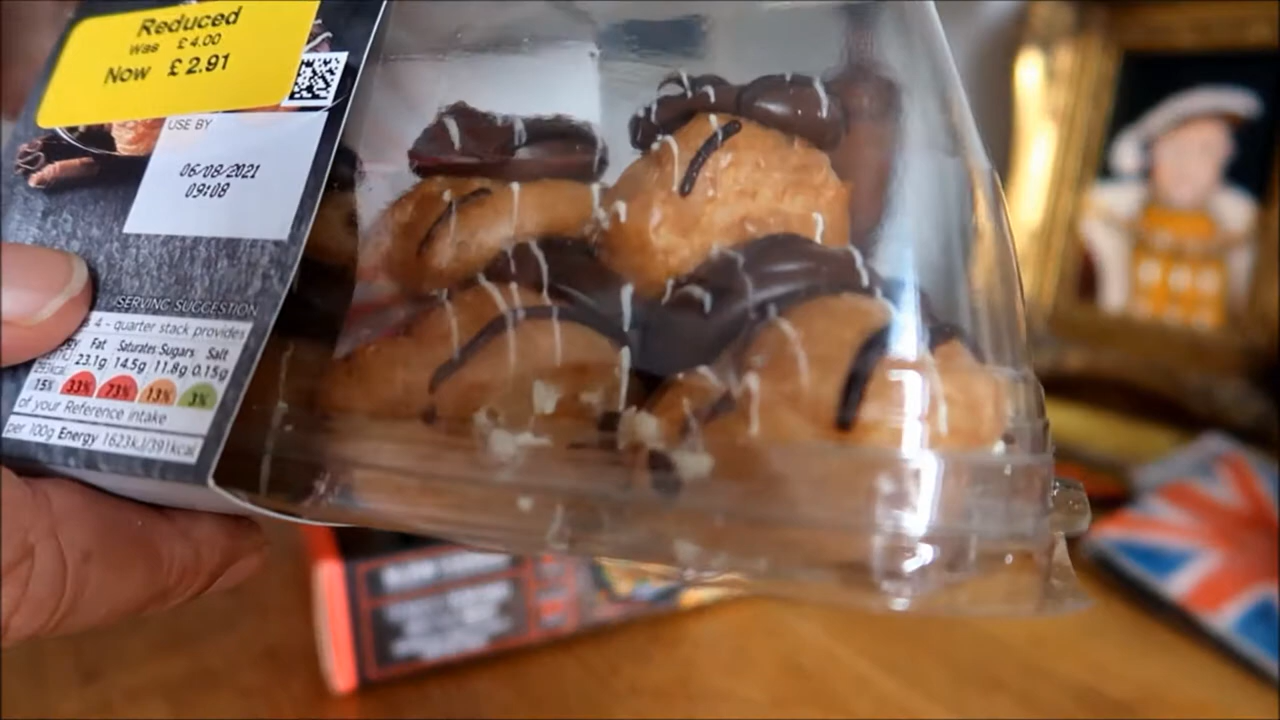 Reduced
Was £4.00
Now £2.91
USE BY
06/08/2021
09:08
SERVING SUGGESTION
4 - quarter stack provides
Fat Saturates Sugars Salt
293kcal 23.1g 14.5g 11.8g 0.15g
15% 33% 73% 13% 3%
of your Reference intake
per 100g Energy 1623kJ/391kcal